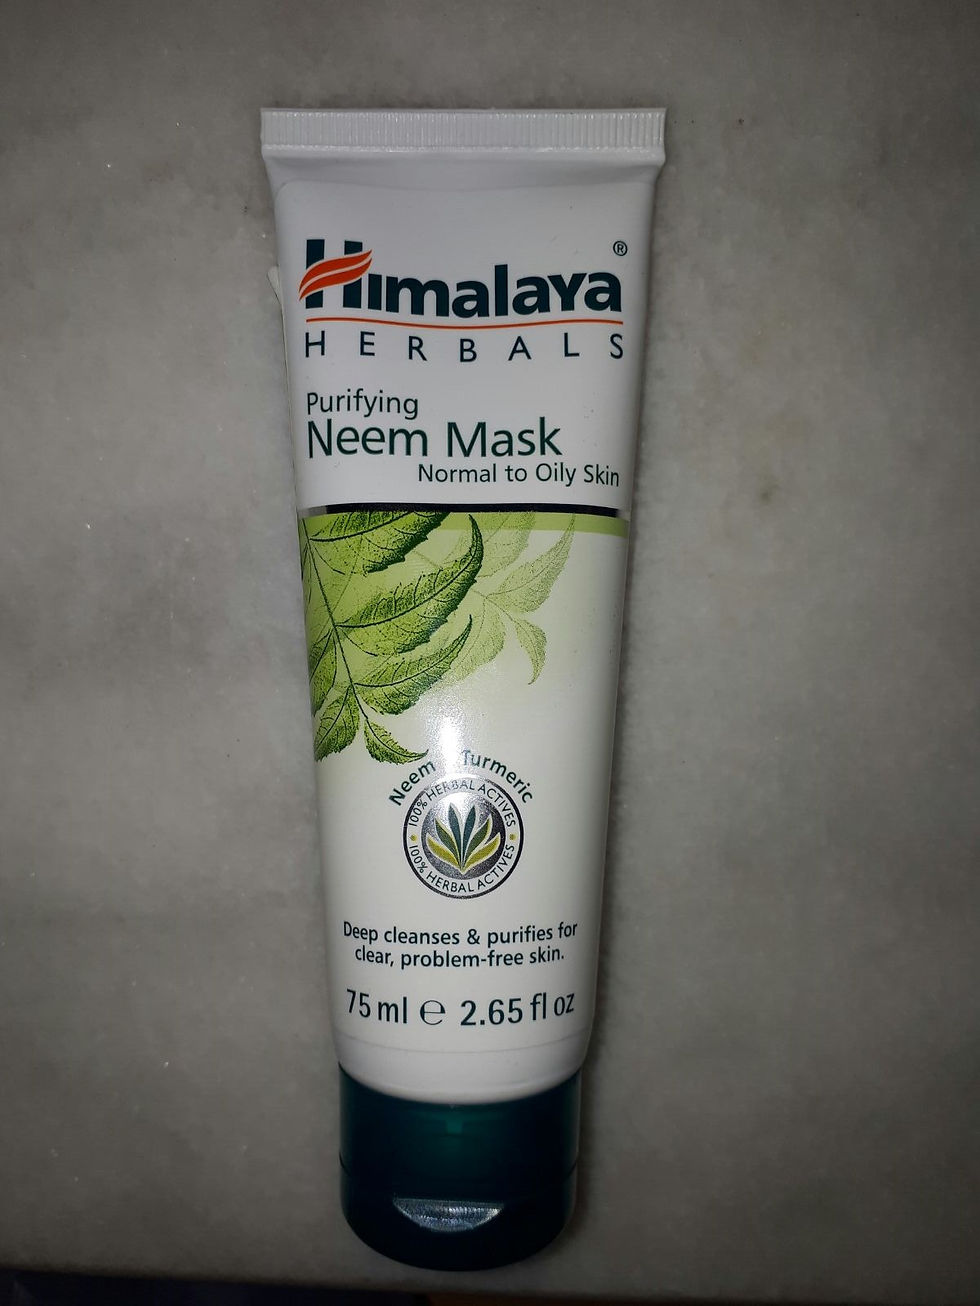 Himalaya®
HERBALS
Purifying
Neem Mask
Normal to Oily Skin
Neem Turmeric
100% HERBAL ACTIVES
100% HERBAL ACTIVES
Deep cleanses & purifies for
clear, problem-free skin.
75 ml ℮ 2.65 fl oz